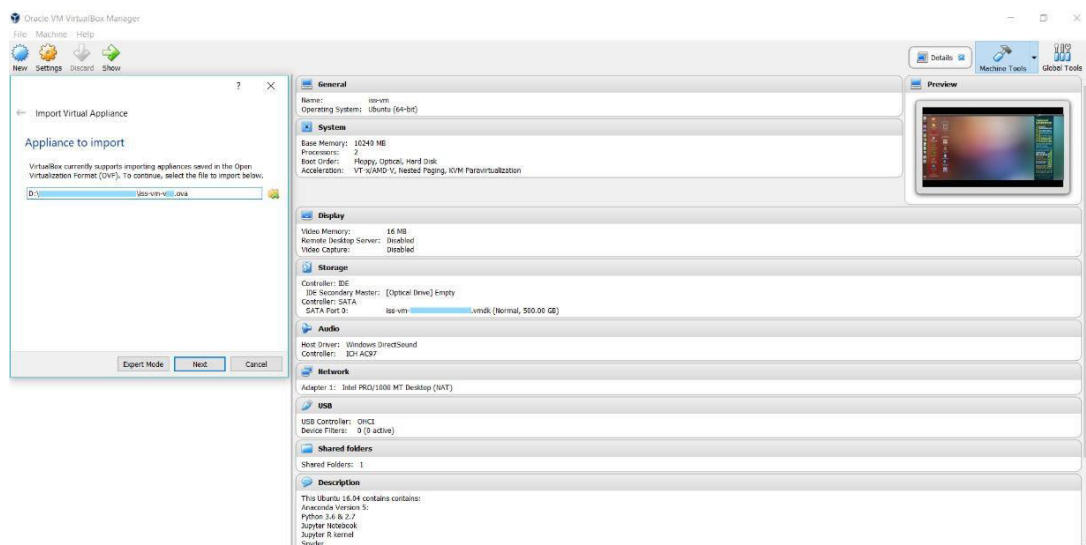 Oracle VM VirtualBox Manager
File Machine Help
New Settings Discard Show
Details
Machine Tools
Global Tools
? ×
Import Virtual Appliance
Appliance to import
VirtualBox currently supports importing appliances saved in the Open
Virtualization Format (OVF). To continue, select the file to import below.
D:\ \iss-vm-v .ova
Expert Mode Next Cancel
General
Name: iss-vm
Operating System: Ubuntu (64-bit)
System
Base Memory: 10240 MB
Processors: 2
Boot Order: Floppy, Optical, Hard Disk
Acceleration: VT-x/AMD-V, Nested Paging, KVM Paravirtualization
Preview
Display
Video Memory: 16 MB
Remote Desktop Server: Disabled
Video Capture: Disabled
Storage
Controller: IDE
IDE Secondary Master: [Optical Drive] Empty
Controller: SATA
SATA Port 0: iss-vm- .vmdk (Normal, 500.00 GB)
Audio
Host Driver: Windows DirectSound
Controller: ICH AC97
Network
Adapter 1: Intel PRO/1000 MT Desktop (NAT)
USB
USB Controller: OHCI
Device Filters: 0 (0 active)
Shared folders
Shared Folders: 1
Description
This Ubuntu 16.04 contains contains:
Anaconda Version 5:
Python 3.6 & 2.7
Jupyter Notebook
Jupyter R kernel
Spyder